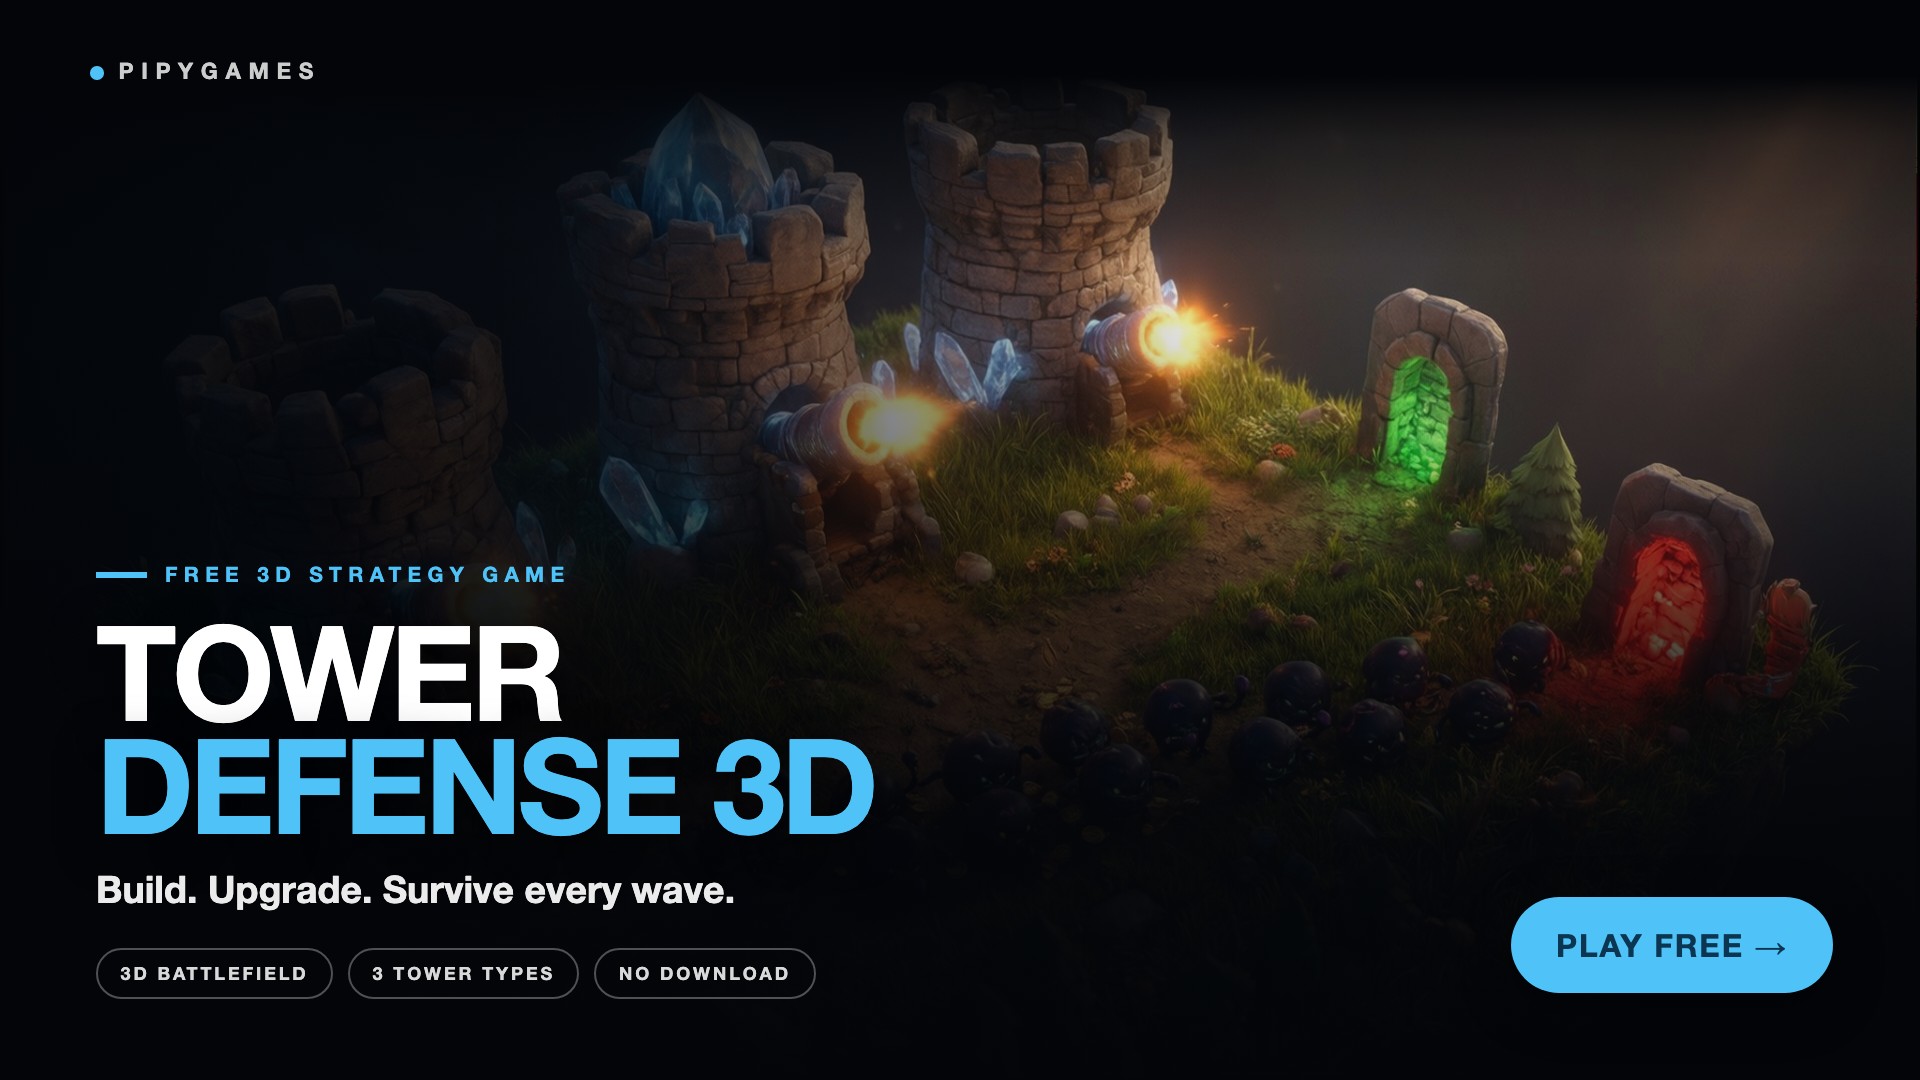 PIPYGAMES
FREE 3D STRATEGY GAME
TOWER
DEFENSE 3D
Build. Upgrade. Survive every wave.
3D BATTLEFIELD
3 TOWER TYPES
NO DOWNLOAD
PLAY FREE →